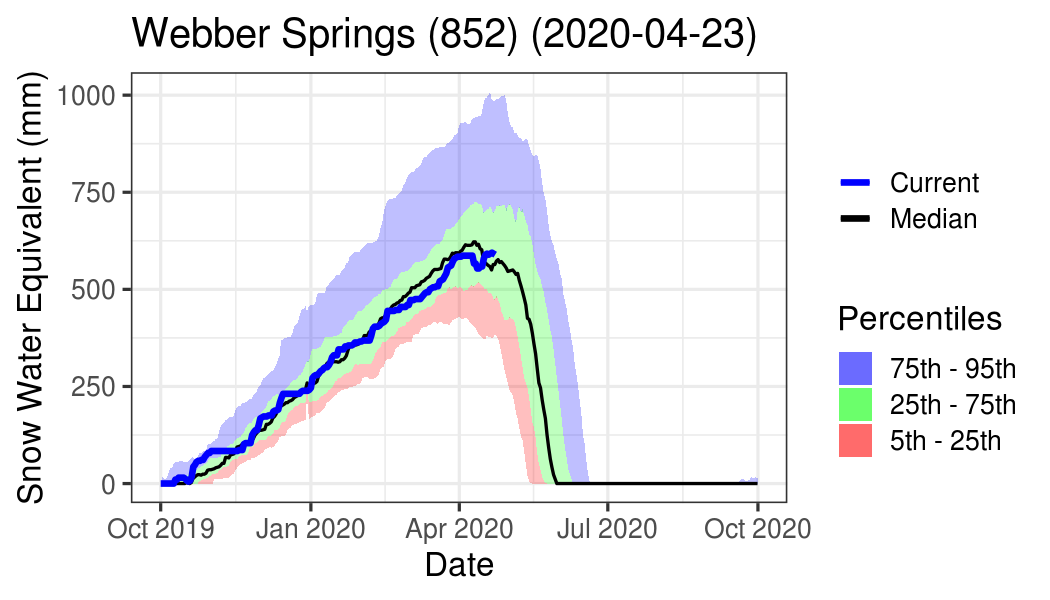 Webber Springs (852) (2020-04-23)
Snow Water Equivalent (mm)
1000
750
500
250
0
Oct 2019
Jan 2020
Apr 2020
Jul 2020
Oct 2020
Date
Current
Median
Percentiles
75th - 95th
25th - 75th
5th - 25th